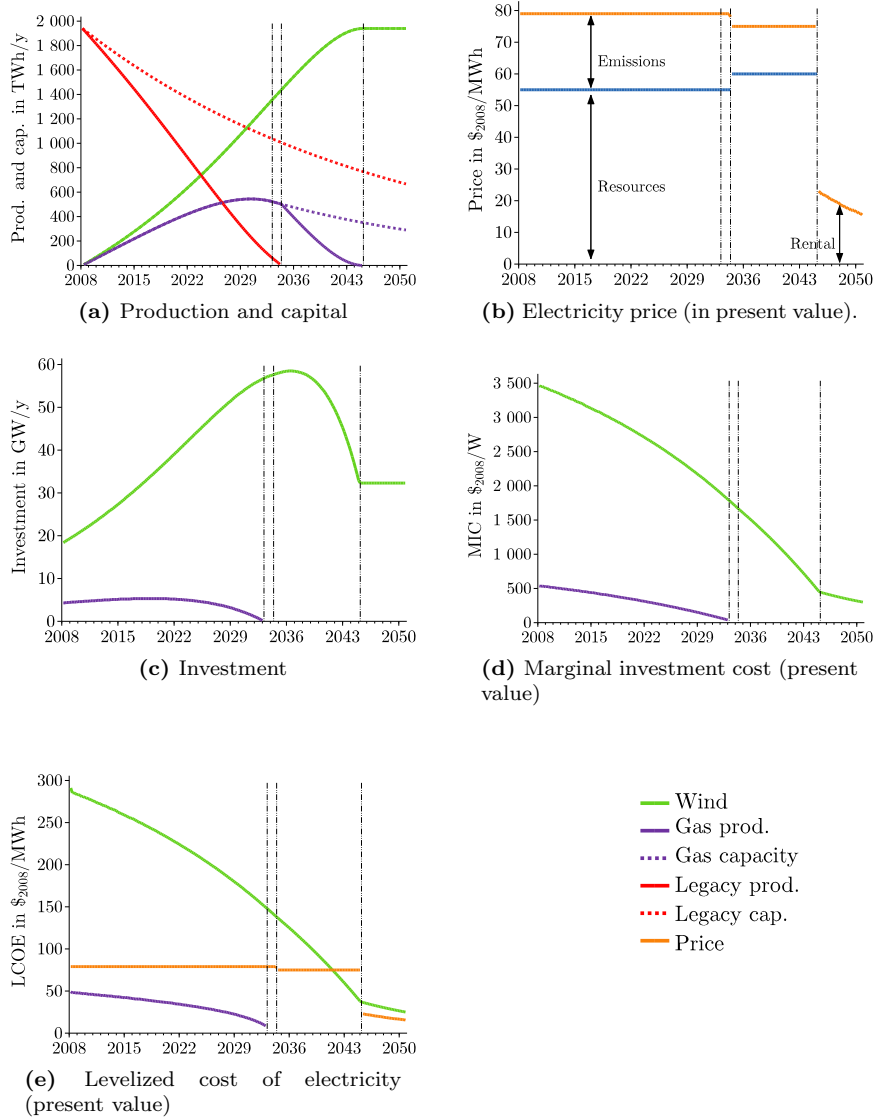 Prod. and cap. in TWh/y
2 000
1 800
1 600
1 400
1 200
1 000
800
600
400
200
0
2008 2015 2022 2029 2036 2043 2050
(a) Production and capital
Price in $2008/MWh
80
70
60
50
40
30
20
10
0
Emissions
Resources
Rental
2008 2015 2022 2029 2036 2043 2050
(b) Electricity price (in present value).
Investment in GW/y
60
50
40
30
20
10
0
2008 2015 2022 2029 2036 2043 2050
(c) Investment
MIC in $2008/W
3 500
3 000
2 500
2 000
1 500
1 000
500
0
2008 2015 2022 2029 2036 2043 2050
(d) Marginal investment cost (present
value)
LCOE in $2008/MWh
300
250
200
150
100
50
0
2008 2015 2022 2029 2036 2043 2050
(e) Levelized cost of electricity
(present value)
Wind
Gas prod.
Gas capacity
Legacy prod.
Legacy cap.
Price